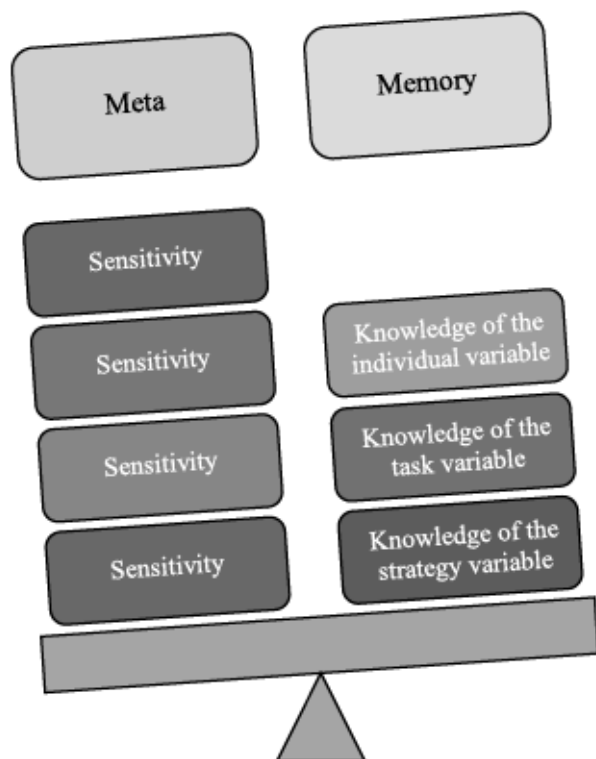 Meta
Memory
Sensitivity
Sensitivity
Sensitivity
Sensitivity
Knowledge of the
individual variable
Knowledge of the
task variable
Knowledge of the
strategy variable